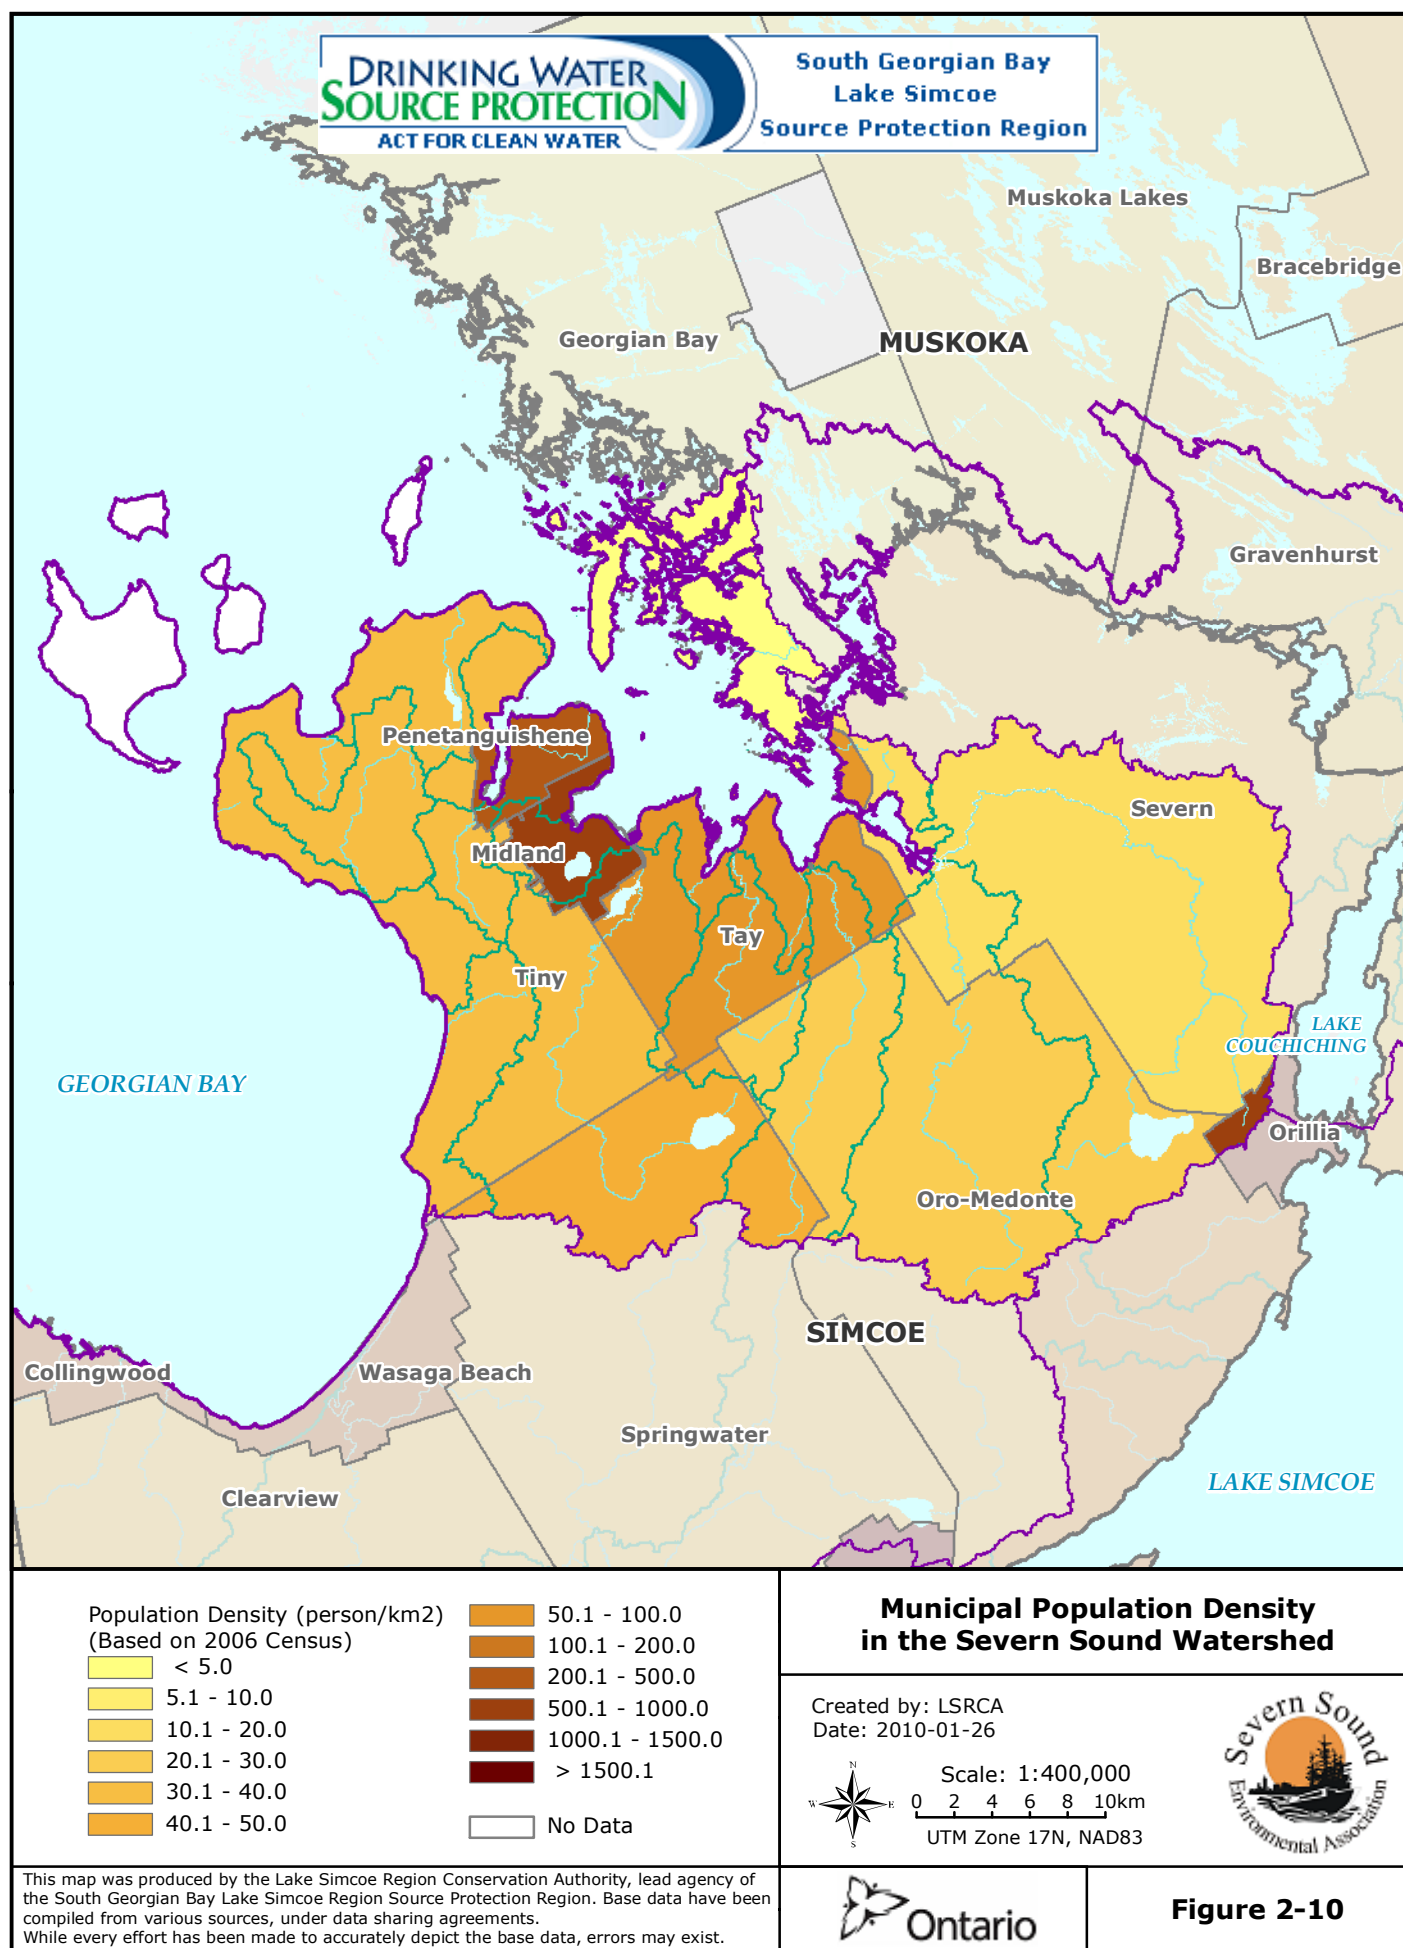 DRINKING WATER
SOURCE PROTECTION
ACT FOR CLEAN WATER
South Georgian Bay
Lake Simcoe
Source Protection Region
Muskoka Lakes
Bracebridge
Georgian Bay
MUSKOKA
Gravenhurst
Penetanguishene
Severn
Midland
Tay
Tiny
LAKE
COUCHICHING
GEORGIAN BAY
Orillia
Oro-Medonte
SIMCOE
Collingwood
Wasaga Beach
Springwater
LAKE SIMCOE
Clearview
Population Density (person/km2)
(Based on 2006 Census)
< 5.0
5.1 - 10.0
10.1 - 20.0
20.1 - 30.0
30.1 - 40.0
40.1 - 50.0
50.1 - 100.0
100.1 - 200.0
200.1 - 500.0
500.1 - 1000.0
1000.1 - 1500.0
> 1500.1
No Data
Municipal Population Density
in the Severn Sound Watershed
Created by: LSRCA
Date: 2010-01-26
N
W E
S
Scale: 1:400,000
0 2 4 6 8 10km
UTM Zone 17N, NAD83
Severn Sound
Environmental Association
This map was produced by the Lake Simcoe Region Conservation Authority, lead agency of
the South Georgian Bay Lake Simcoe Region Source Protection Region. Base data have been
compiled from various sources, under data sharing agreements.
While every effort has been made to accurately depict the base data, errors may exist.
Ontario
Figure 2-10